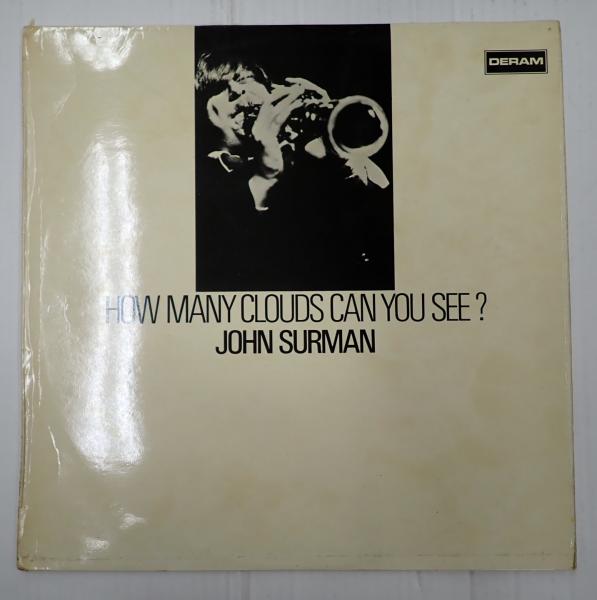 DERAM
HOW MANY CLOUDS CAN YOU SEE?
JOHN SURMAN